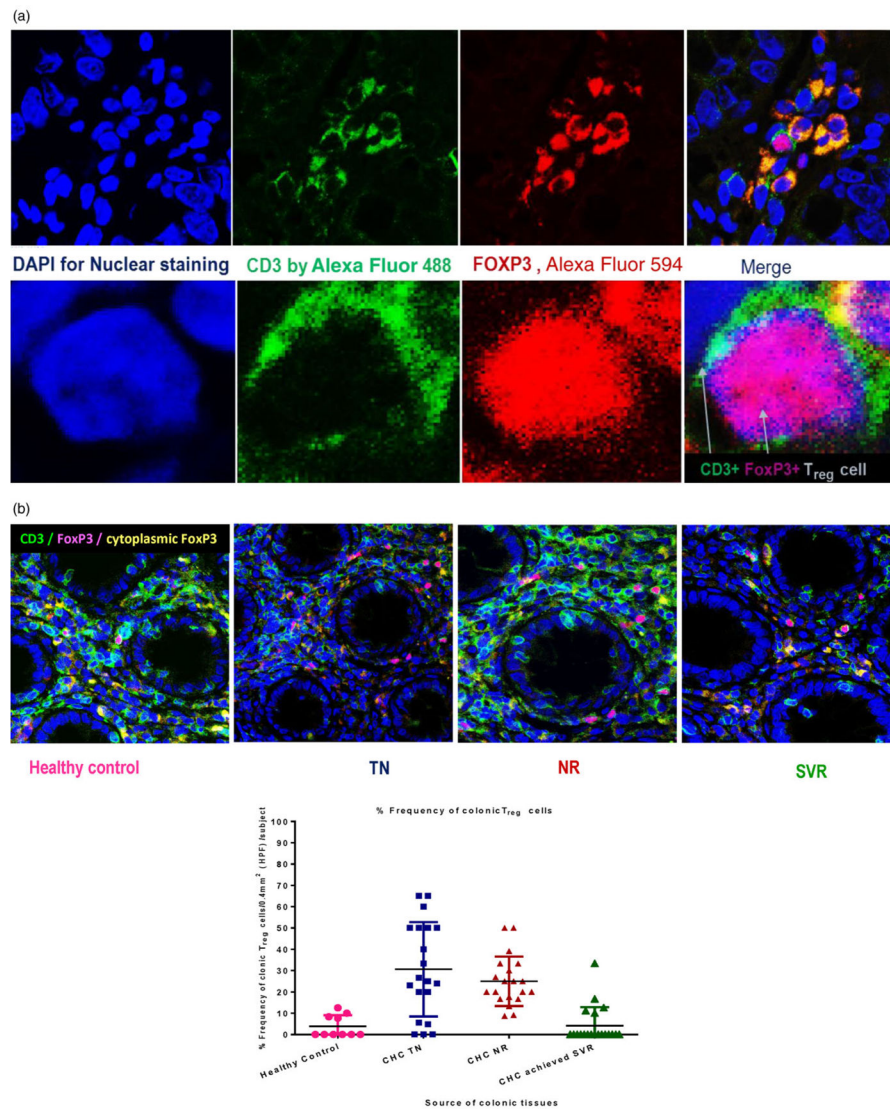 (a)
DAPI for Nuclear staining
CD3 by Alexa Fluor 488
FOXP3 , Alexa Fluor 594
Merge
CD3+ FoxP3+ Treg cell
(b)
CD3 / FoxP3 / cytoplasmic FoxP3
Healthy control
TN
NR
SVR
% Frequency of colonicTreg cells
% Frequency of clonic Treg cells/0.4mm² (HPF) /subject
100
90
80
70
60
50
40
30
20
10
0
Healthy Control
CHC TN
CHC NR
CHC achieved SVR
Source of colonic tissues